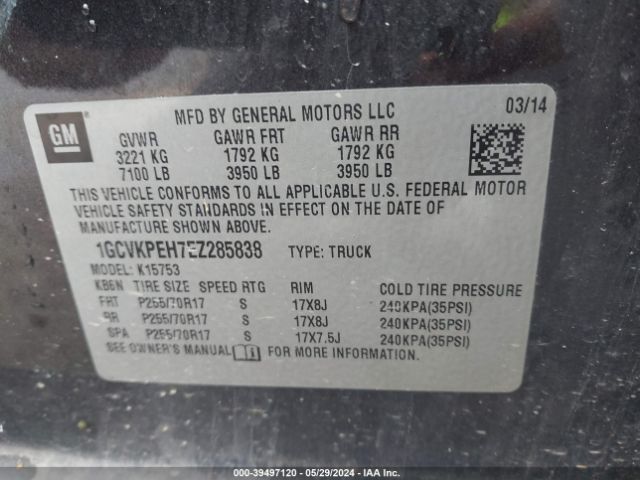 GM
MFD BY GENERAL MOTORS LLC 03/14
GVWR GAWR FRT GAWR RR
3221 KG 1792 KG 1792 KG
7100 LB 3950 LB 3950 LB
THIS VEHICLE CONFORMS TO ALL APPLICABLE U.S. FEDERAL MOTOR
VEHICLE SAFETY STANDARDS IN EFFECT ON THE DATE OF
MANUFACTURE SHOWN ABOVE.
1GCVKPEH7EZ285838 TYPE: TRUCK
MODEL: K15753
KB6N TIRE SIZE SPEED RTG RIM COLD TIRE PRESSURE
FRT P255/70R17 S 17X8J 240KPA(35PSI)
RR P255/70R17 S 17X8J 240KPA(35PSI)
SPA P255/70R17 S 17X7.5J 240KPA(35PSI)
SEE OWNER'S MANUAL FOR MORE INFORMATION.
000-39497120 - 05/29/2024 - IAA Inc.